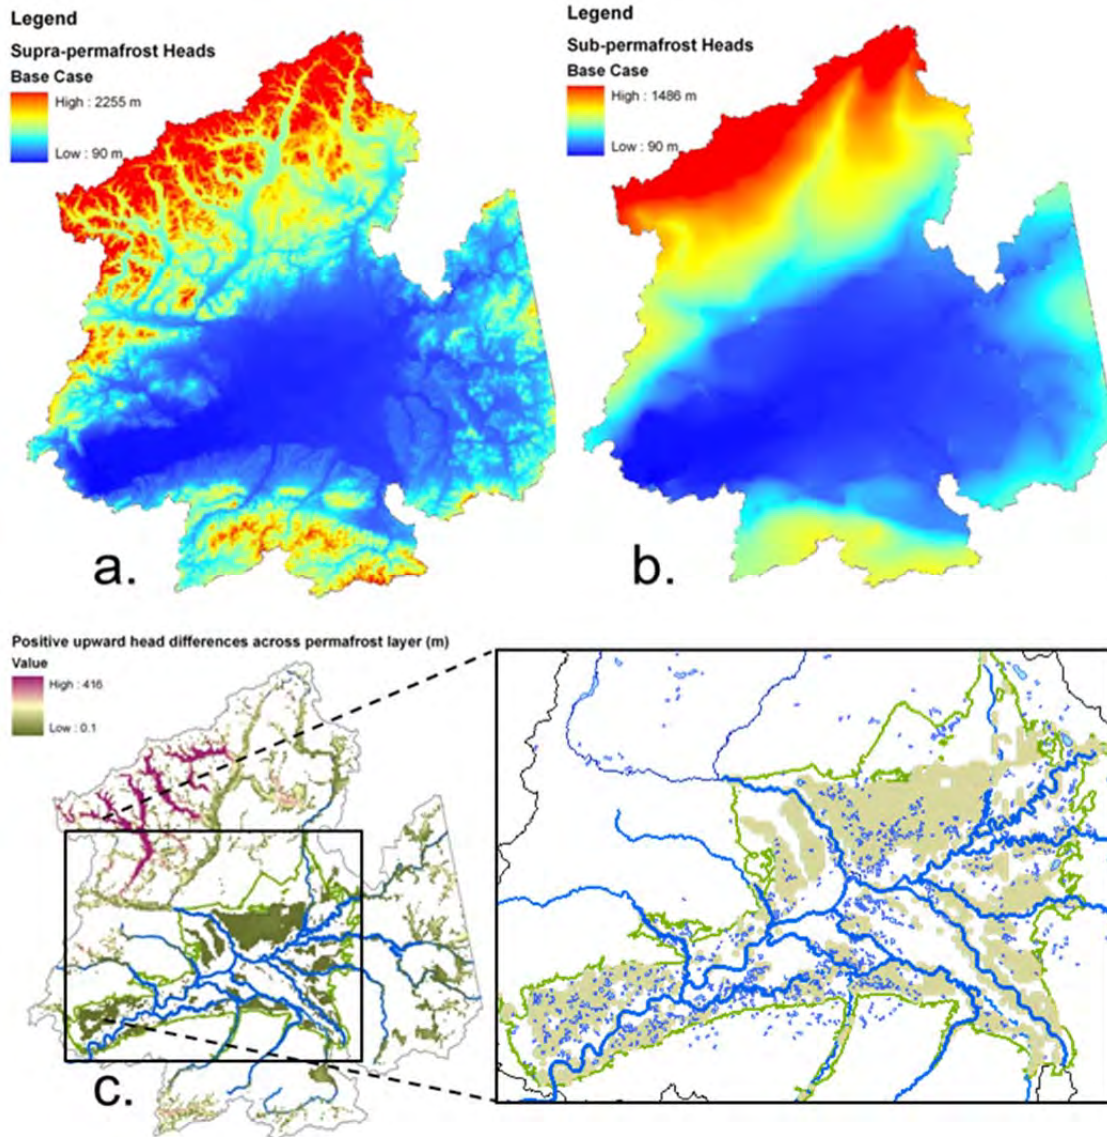 Legend
Supra-permafrost Heads
Base Case
High : 2255 m
Low : 90 m
a.
Legend
Sub-permafrost Heads
Base Case
High : 1486 m
Low : 90 m
b.
Positive upward head differences across permafrost layer (m)
Value
High : 416
Low : 0.1
c.